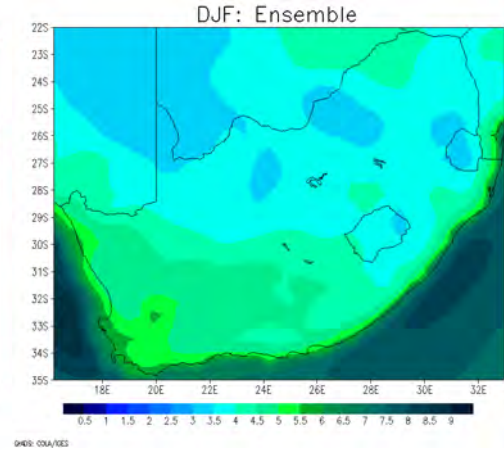 DJF: Ensemble
22S
23S
24S
25S
26S
27S
28S
29S
30S
31S
32S
33S
34S
35S
18E 20E 22E 24E 26E 28E 30E 32E
0.5 1 1.5 2 2.5 3 3.5 4 4.5 5 5.5 6 6.5 7 7.5 8 8.5 9
GrADS: COLA/IGES